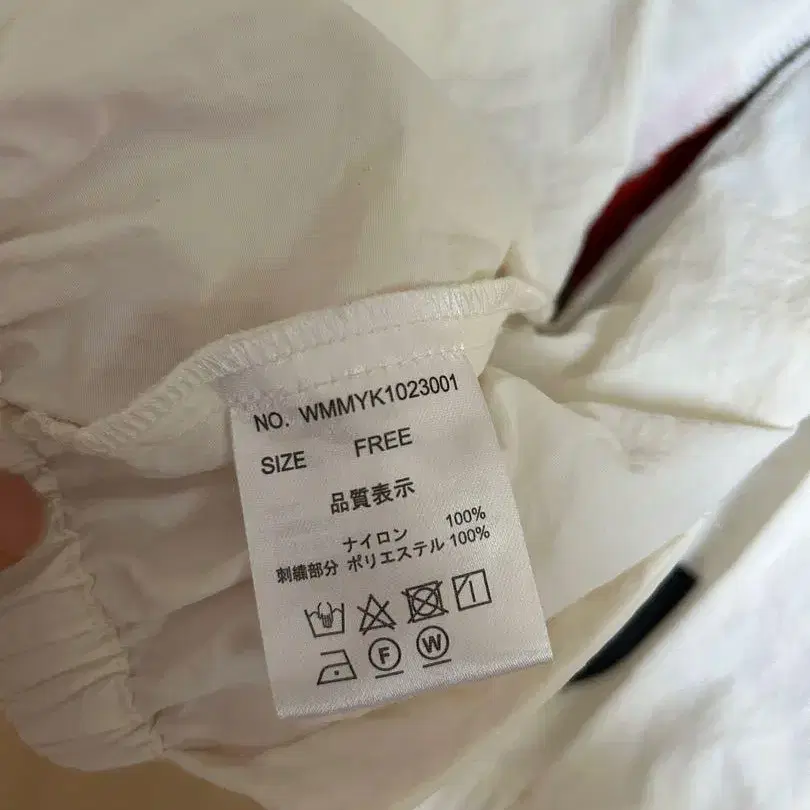 NO. WMMYK1023001
SIZE FREE
品質表示
ナイロン 100%
刺繍部分 ポリエステル 100%
F W